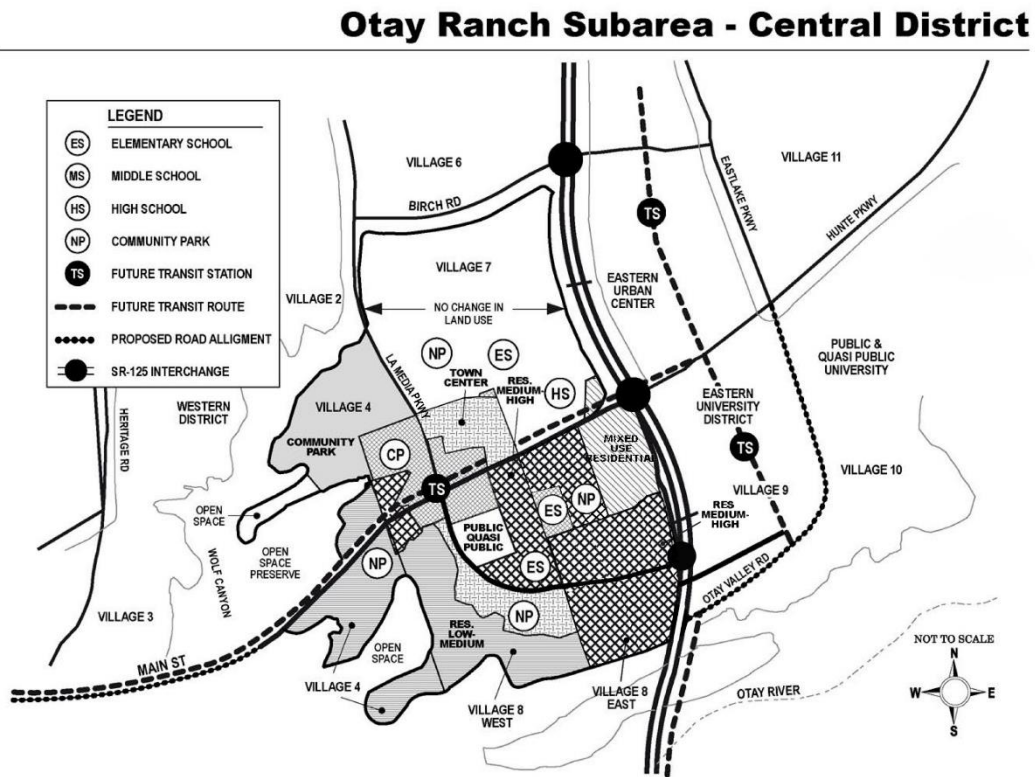 Otay Ranch Subarea - Central District
LEGEND
ES ELEMENTARY SCHOOL
MS MIDDLE SCHOOL
HS HIGH SCHOOL
NP COMMUNITY PARK
TS FUTURE TRANSIT STATION
FUTURE TRANSIT ROUTE
PROPOSED ROAD ALLIGMENT
SR-125 INTERCHANGE
VILLAGE 6
VILLAGE 11
BIRCH RD
EASTLAKE PKWY
TS
HUNTE PKWY
VILLAGE 7
EASTERN
URBAN
CENTER
VILLAGE 2
NO CHANGE IN
LAND USE
PUBLIC &
QUASI PUBLIC
UNIVERSITY
NP
ES
LA MEDIA PKWY
TOWN
CENTER
RES.
MEDIUM-
HIGH
HS
HERITAGE RD
WESTERN
DISTRICT
VILLAGE 4
EASTERN
UNIVERSITY
DISTRICT
COMMUNITY
PARK
CP
MIXED
USE
RESIDENTIAL
TS
VILLAGE 10
TS
VILLAGE 9
OPEN
SPACE
ES
NP
RES
MEDIUM-
HIGH
PUBLIC
QUASI
PUBLIC
OPEN
SPACE
PRESERVE
WOLF CANYON
NP
ES
OTAY VALLEY RD
VILLAGE 3
NP
RES.
LOW-
MEDIUM
OPEN
SPACE
MAIN ST
VILLAGE 4
VILLAGE 8
WEST
VILLAGE 8
EAST
OTAY RIVER
NOT TO SCALE
N
W E
S